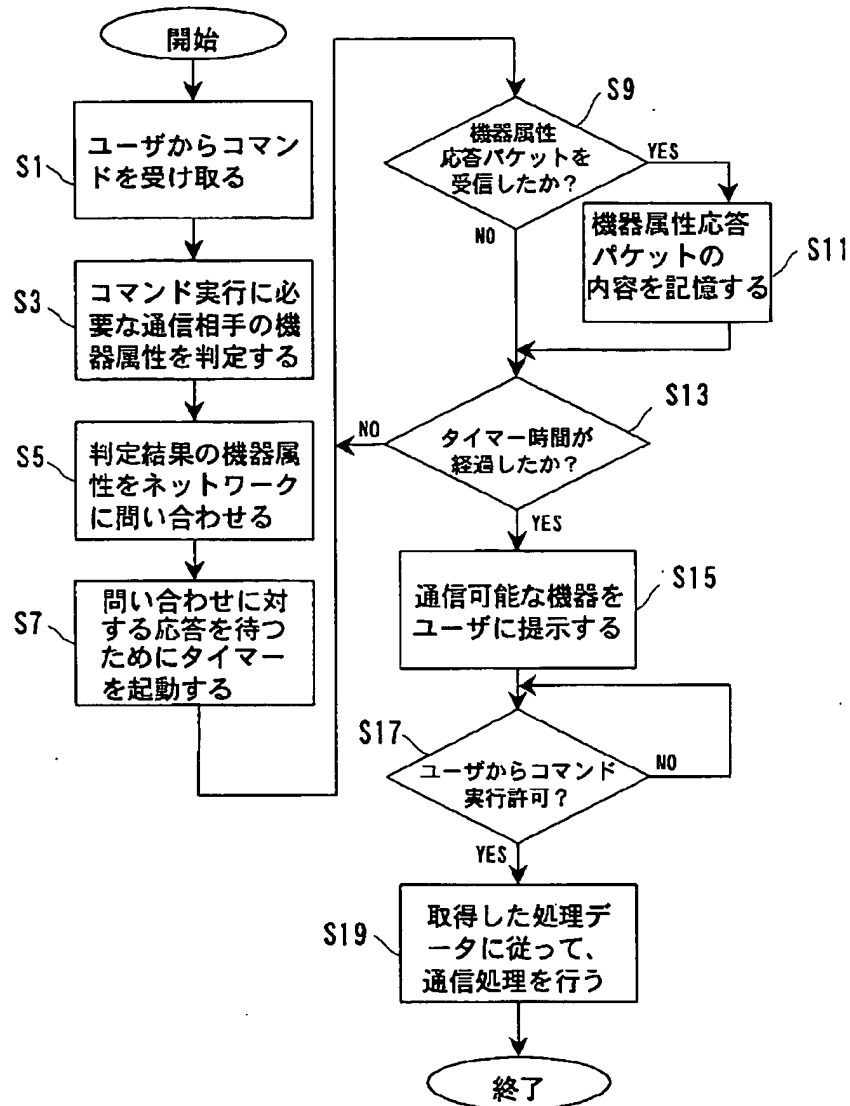 開始
S1
ユーザからコマン
ドを受け取る
S3
コマンド実行に必
要な通信相手の機
器属性を判定する
S5
判定結果の機器属
性をネットワーク
に問い合わせる
S7
問い合わせに対
する応答を待つ
ためにタイマー
を起動する
S9
機器属性
応答パケットを
受信したか?
YES
NO
機器属性応答
パケットの
内容を記憶する
S11
S13
NO
タイマー時間が
経過したか?
YES
S15
通信可能な機器を
ユーザに提示する
S17
ユーザからコマンド
実行許可?
NO
YES
S19
取得した処理デ
ータに従って、
通信処理を行う
終了